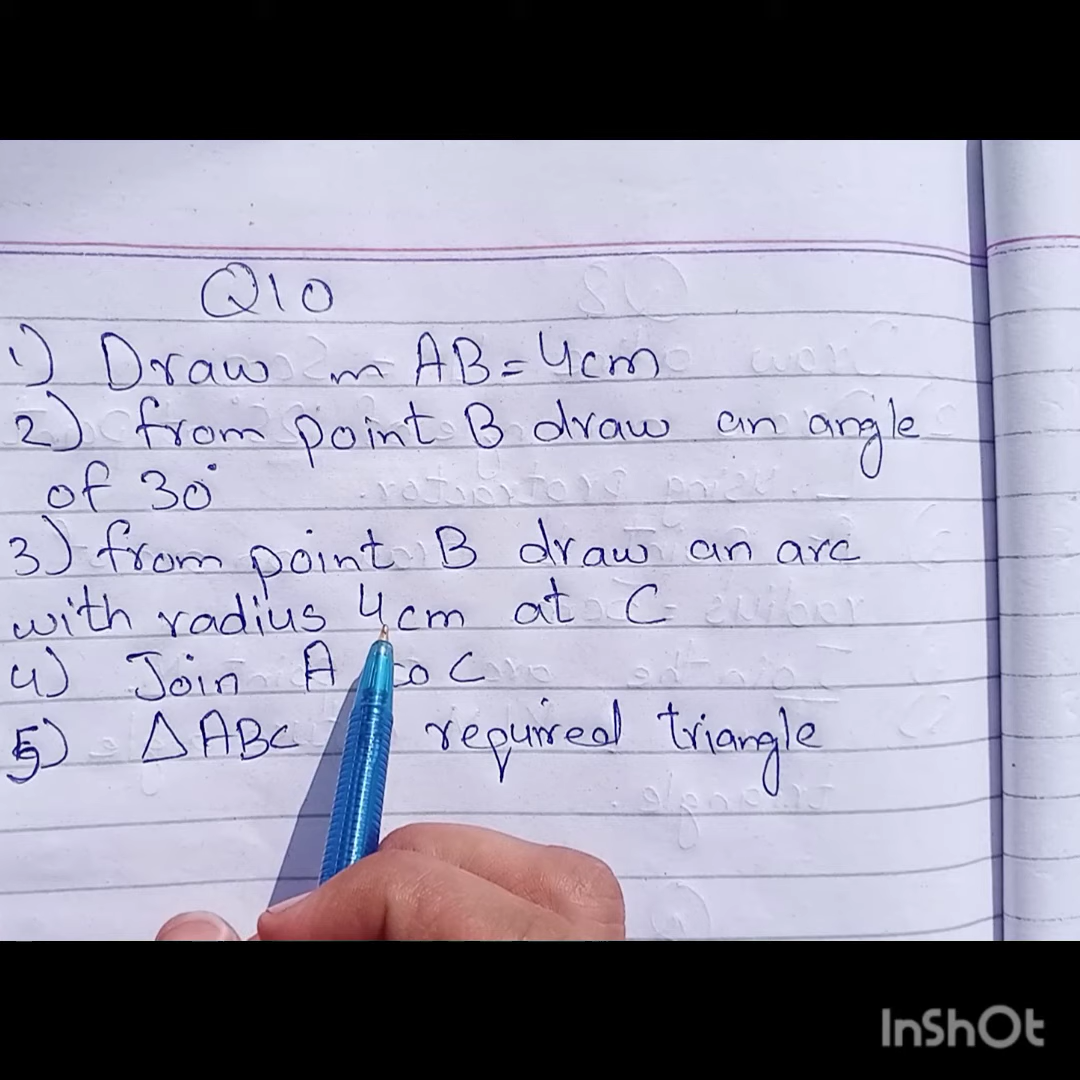 Q10
1) Draw m AB = 4cm
2) from point B draw an angle
of 30°
3) from point B draw an arc
with radius 4cm at C
4) Join A to C
5) △ABC required triangle
InShOt